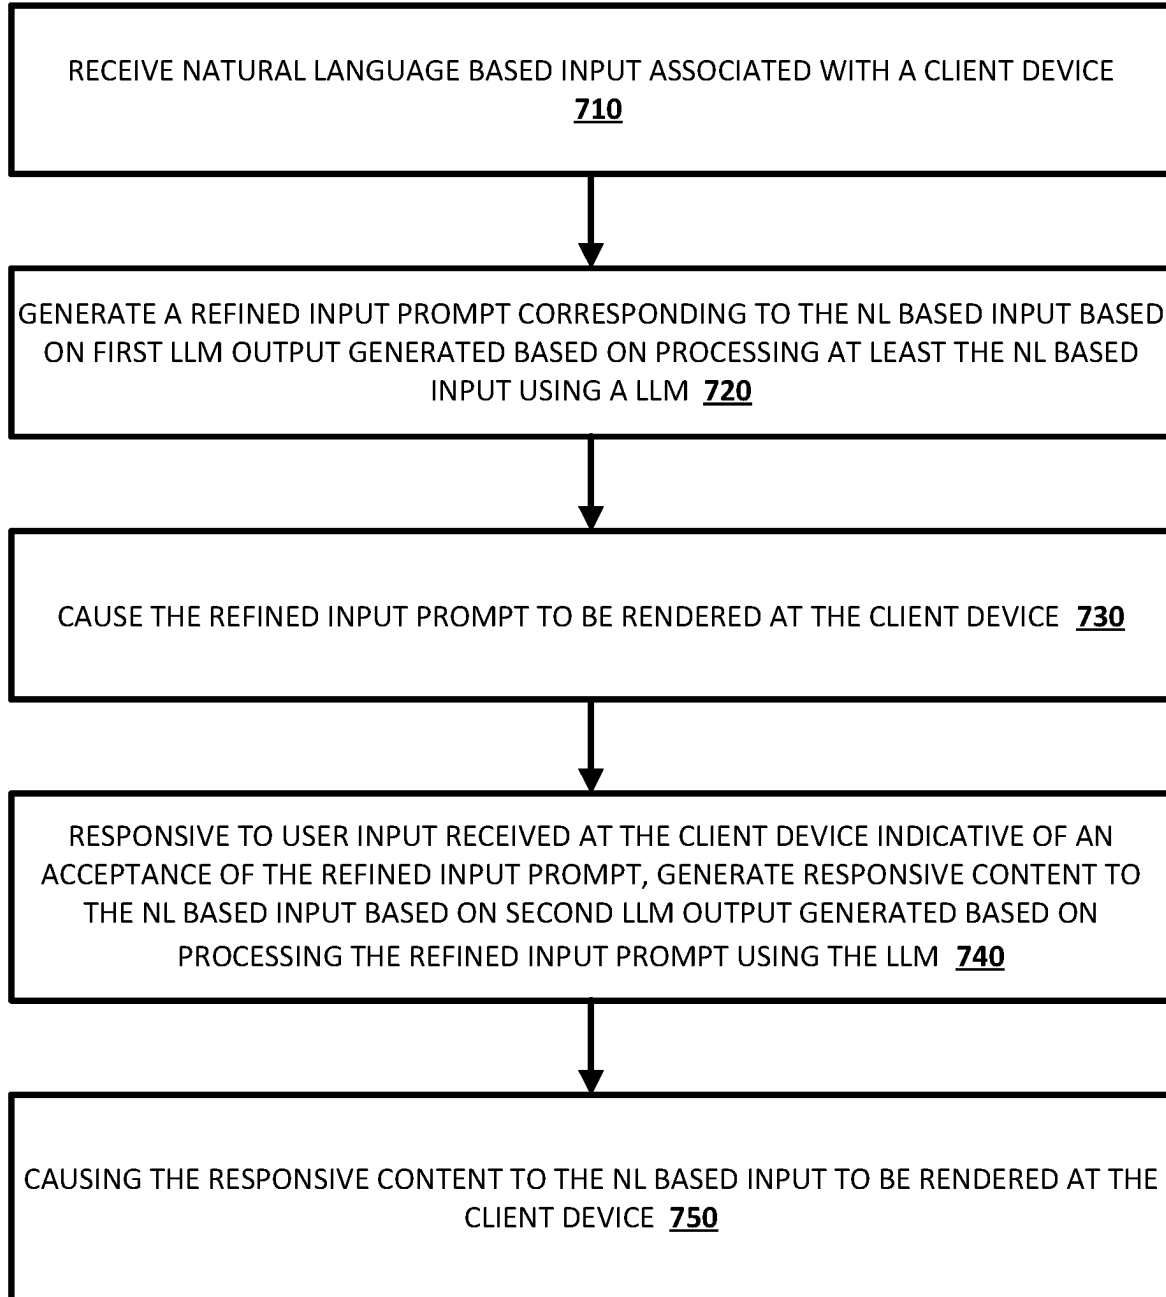 RECEIVE NATURAL LANGUAGE BASED INPUT ASSOCIATED WITH A CLIENT DEVICE
710
GENERATE A REFINED INPUT PROMPT CORRESPONDING TO THE NL BASED INPUT BASED
ON FIRST LLM OUTPUT GENERATED BASED ON PROCESSING AT LEAST THE NL BASED
INPUT USING A LLM 720
CAUSE THE REFINED INPUT PROMPT TO BE RENDERED AT THE CLIENT DEVICE 730
RESPONSIVE TO USER INPUT RECEIVED AT THE CLIENT DEVICE INDICATIVE OF AN
ACCEPTANCE OF THE REFINED INPUT PROMPT, GENERATE RESPONSIVE CONTENT TO
THE NL BASED INPUT BASED ON SECOND LLM OUTPUT GENERATED BASED ON
PROCESSING THE REFINED INPUT PROMPT USING THE LLM 740
CAUSING THE RESPONSIVE CONTENT TO THE NL BASED INPUT TO BE RENDERED AT THE
CLIENT DEVICE 750